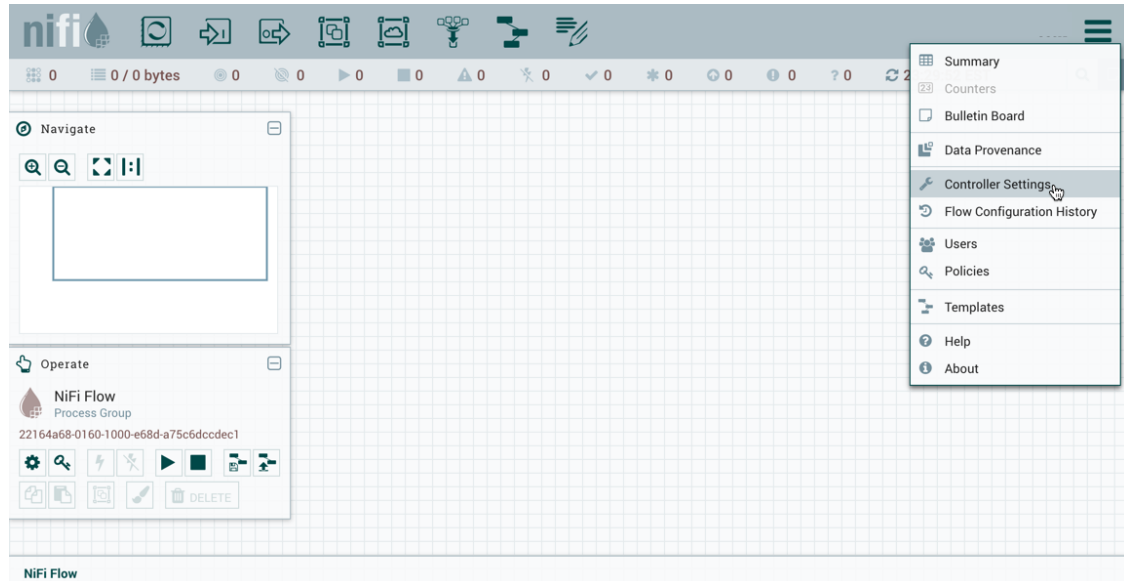 nifi
0 0 / 0 bytes 0 0 0 0 0 0 0 0 0 0 ? 0 2
Navigate
Operate
NiFi Flow
Process Group
22164a68-0160-1000-e68d-a75c6dccdec1
DELETE
NiFi Flow
Summary
23 Counters
Bulletin Board
Data Provenance
Controller Settings
Flow Configuration History
Users
Policies
Templates
Help
About